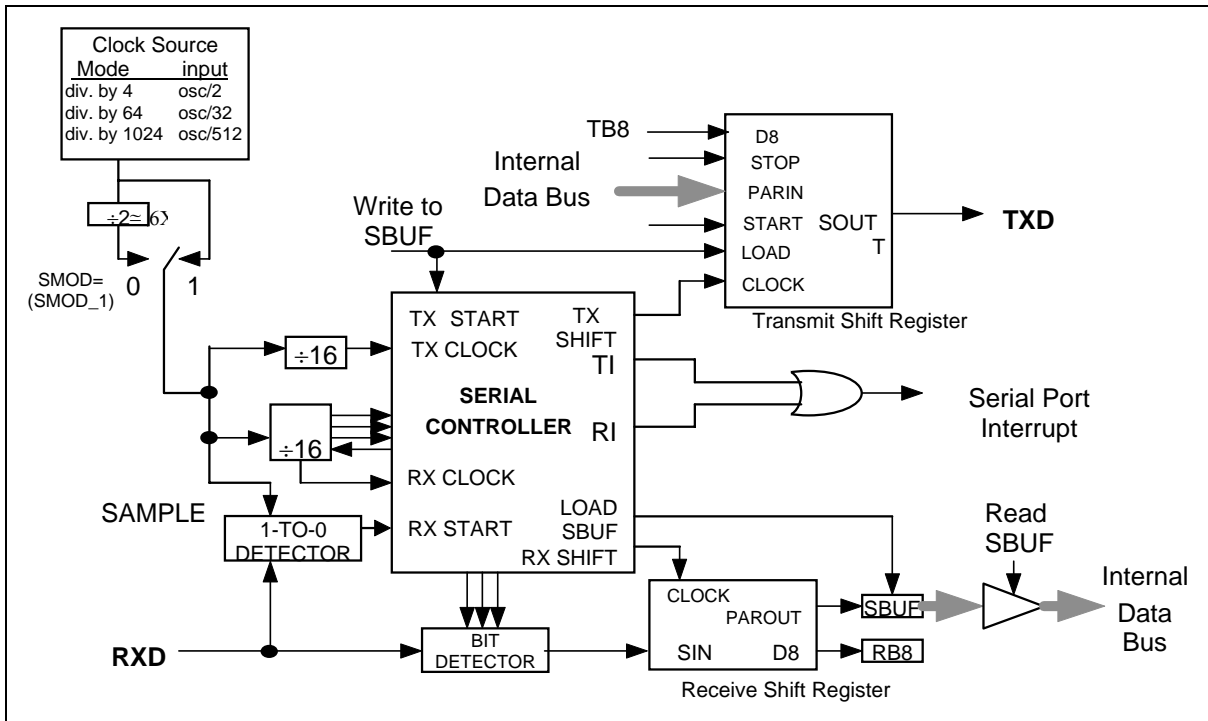 Clock Source
Mode input
div. by 4 osc/2
div. by 64 osc/32
div. by 1024 osc/512
÷2
SMOD=
(SMOD_1)
0 1
TB8
Internal
Data Bus
Write to
SBUF
D8
STOP
PARIN
START
LOAD
CLOCK
SOUT
T
TXD
Transmit Shift Register
÷16
÷16
TX START
TX CLOCK
TX
SHIFT
TI
SERIAL
CONTROLLER
RI
RX CLOCK
RX START
LOAD
SBUF
RX SHIFT
Serial Port
Interrupt
SAMPLE
1-TO-0
DETECTOR
RXD
BIT
DETECTOR
CLOCK
PAROUT
SIN D8
Receive Shift Register
SBUF
RB8
Read
SBUF
Internal
Data
Bus